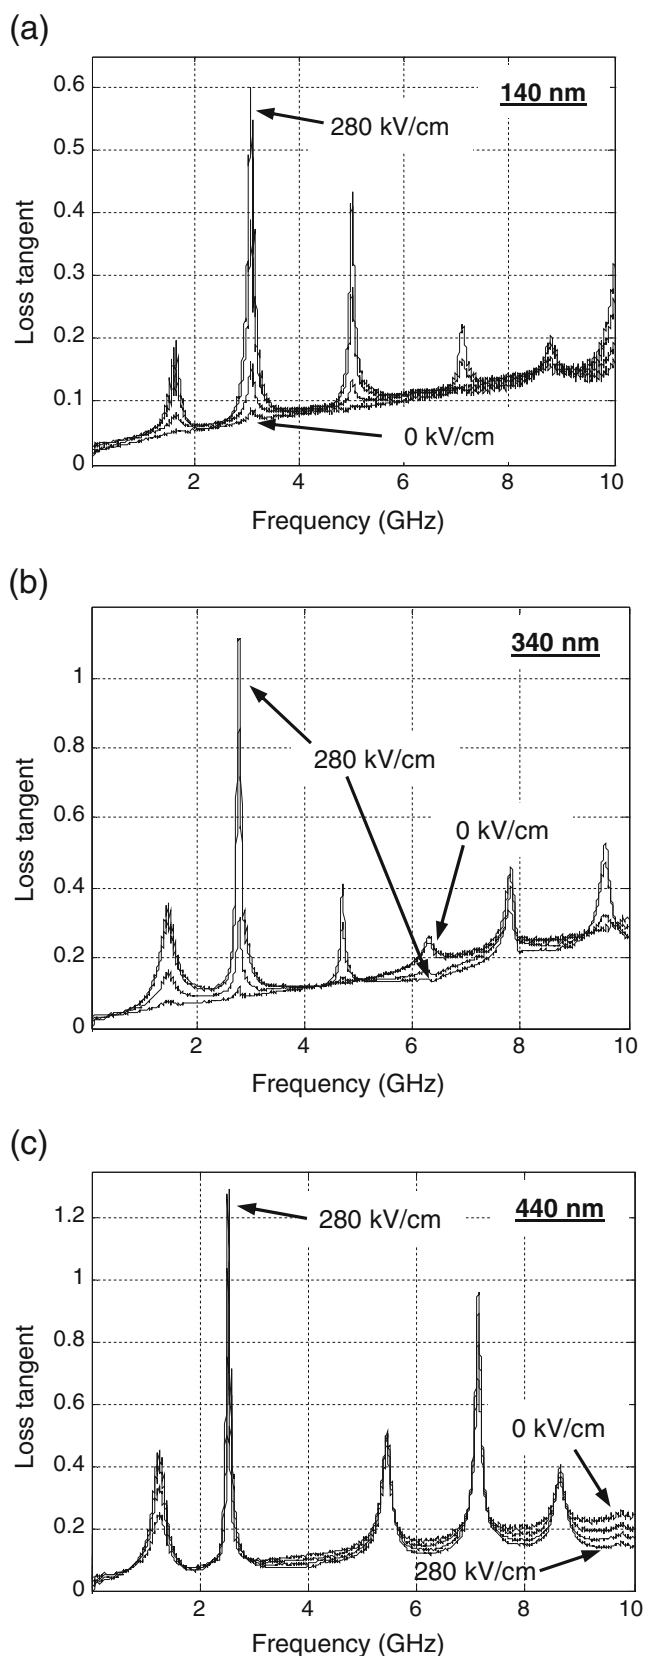 (a)
140 nm
280 kV/cm
0 kV/cm
Loss tangent
0.6
0.5
0.4
0.3
0.2
0.1
0
2 4 6 8 10
Frequency (GHz)
(b)
340 nm
280 kV/cm
0 kV/cm
Loss tangent
1
0.8
0.6
0.4
0.2
0
2 4 6 8 10
Frequency (GHz)
(c)
440 nm
280 kV/cm
0 kV/cm
280 kV/cm
Loss tangent
1.2
1
0.8
0.6
0.4
0.2
0
2 4 6 8 10
Frequency (GHz)